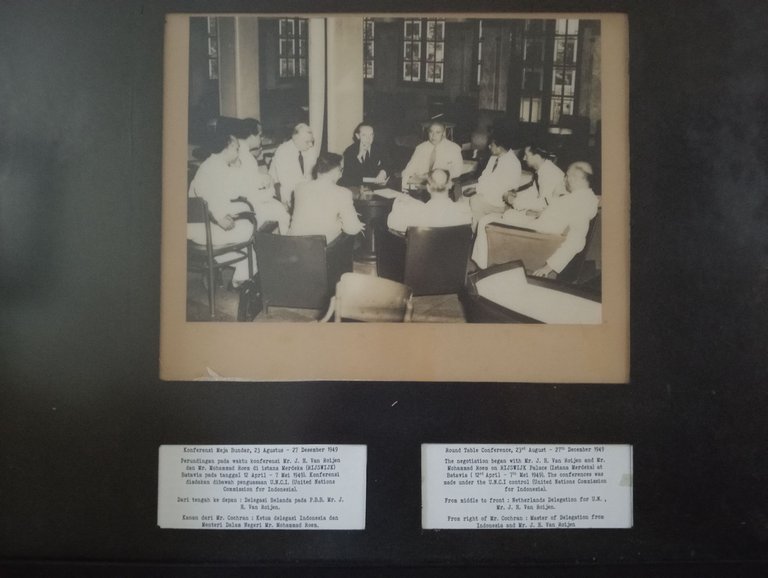 Konferensi Meja Bundar, 23 Agustus - 27 Desember 1949
Perundingan pada waktu konferensi Mr. J. H. Van Roijen
dan Mr. Mohammad Roem di istana Merdeka (RIJSWIJK)
Batavia pada tanggal 12 April - 7 Mei 1949. Konferensi
diadakan dibawah penguasaan U.N.C.I. (United Nations
Commission for Indonesia).
Dari tengah ke depan : Delegasi Belanda pada P.B.B. Mr. J.
H. Van Roijen.
Kanan dari Mr. Cochran : Ketua delegasi Indonesia dan
Menteri Dalam Negeri Mr. Mohammad Roem.
Round Table Conference, 23rd August - 27th December 1949
The negotiation began with Mr. J. H. Van Roijen and Mr.
Mohammad Roem on RIJSWIJK Palace (Istana Merdeka) at
Batavia ( 12st April - 7th Mei 1949). The conferences was
made under the U.N.C.I control (United Nations Commission
for Indonesia).
From middle to front : Netherlands Delegation for U.N.,
Mr. J. H. Van Roijen.
From right of Mr. Cochran : Master of Delegation from
Indonesia and Mr. J. H. Van Roijen